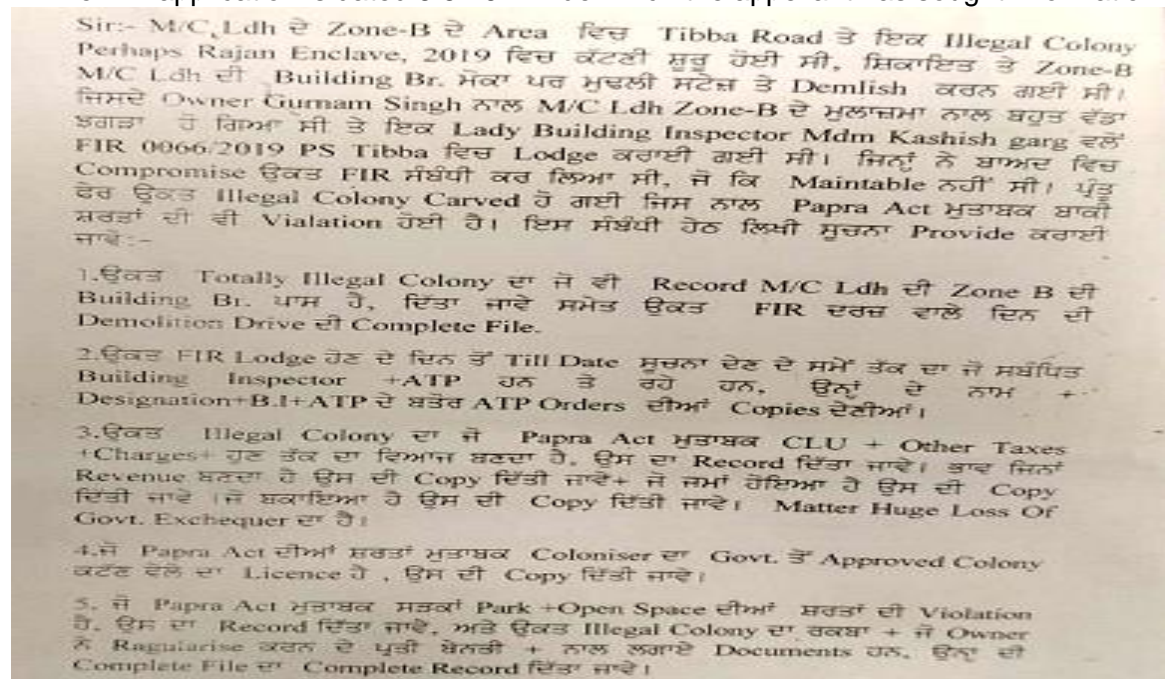 Sir:- M/C,Ldh ਦੇ Zone-B ਦੇ Area ਵਿਚ Tibba Road ਤੇ ਇਕ Illegal Colony
Perhaps Rajan Enclave, 2019 ਵਿਚ ਕੱਟਣੀ ਸ਼ੁਰੂ ਹੋਈ ਸੀ, ਸ਼ਿਕਾਇਤ ਤੇ Zone-B
M/C Ldh ਦੀ Building Br. ਮੌਕਾ ਪਰ ਮੁਢਲੀ ਸਟੇਜ਼ ਤੇ Demlish ਕਰਨ ਗਈ ਸੀ।
ਜਿਸਦੇ Owner Gurnam Singh ਨਾਲ M/C Ldh Zone-B ਦੇ ਮੁਲਾਜ਼ਮਾ ਨਾਲ ਬਹੁਤ ਵੱਡਾ
ਝਗੜਾ ਹੋ ਗਿਆ ਸੀ ਤੇ ਇਕ Lady Building Inspector Mdm Kashish garg ਵਲੋਂ
FIR 0066/2019 PS Tibba ਵਿਚ Lodge ਕਰਾਈ ਗਈ ਸੀ। ਜਿਨ੍ਹਾਂ ਨੇ ਬਾਅਦ ਵਿਚ
Compromise ਉਕਤ FIR ਸੰਬੰਧੀ ਕਰ ਲਿਆ ਸੀ, ਜੋ ਕਿ Maintable ਨਹੀਂ ਸੀ। ਪ੍ਰੰਤੂ
ਫੇਰ ਉਕਤ Illegal Colony Carved ਹੋ ਗਈ ਜਿਸ ਨਾਲ Papra Act ਮੁਤਾਬਕ ਬਾਕੀ
ਸ਼ਰਤਾਂ ਦੀ ਵੀ Vialation ਹੋਈ ਹੈ। ਇਸ ਸੰਬੰਧੀ ਹੇਠ ਲਿਖੀ ਸੂਚਨਾ Provide ਕਰਾਈ
ਜਾਵੇ:-
1.ਉਕਤ Totally Illegal Colony ਦਾ ਜੋ ਵੀ Record M/C Ldh ਦੀ Zone B ਦੀ
Building Br. ਪਾਸ ਹੈ, ਦਿੱਤਾ ਜਾਵੇ ਸਮੇਤ ਉਕਤ FIR ਦਰਜ਼ ਵਾਲੇ ਦਿਨ ਦੀ
Demolition Drive ਦੀ Complete File.
2.ਉਕਤ FIR Lodge ਹੋਣ ਦੇ ਦਿਨ ਤੋਂ Till Date ਸੂਚਨਾ ਦੇਣ ਦੇ ਸਮੇਂ ਤੱਕ ਦਾ ਜੋ ਸਬੰਧਿਤ
Building Inspector +ATP ਹਨ ਤੇ ਰਹੇ ਹਨ, ਉਨ੍ਹਾਂ ਦੇ ਨਾਮ +
Designation+B.I+ATP ਦੇ ਬਤੋਰ ATP Orders ਦੀਆਂ Copies ਦੇਣੀਆਂ।
3.ਉਕਤ Illegal Colony ਦਾ ਜੋ Papra Act ਮੁਤਾਬਕ CLU + Other Taxes
+Charges+ ਹੁਣ ਤੱਕ ਦਾ ਵਿਆਜ ਬਣਦਾ ਹੈ, ਉਸ ਦਾ Record ਦਿੱਤਾ ਜਾਵੇ। ਭਾਵ ਜਿਨਾਂ
Revenue ਬਣਦਾ ਹੈ ਉਸ ਦੀ Copy ਦਿੱਤੀ ਜਾਵੇ+ ਜੋ ਜਮਾਂ ਹੋਇਆ ਹੈ ਉਸ ਦੀ Copy
ਦਿੱਤੀ ਜਾਵੇ ।ਜੋ ਬਕਾਇਆ ਹੈ ਉਸ ਦੀ Copy ਦਿੱਤੀ ਜਾਵੇ। Matter Huge Loss Of
Govt. Exchequer ਦਾ ਹੈ।
4.ਜੋ Papra Act ਦੀਆਂ ਸ਼ਰਤਾਂ ਮੁਤਾਬਕ Coloniser ਦਾ Govt. ਤੋਂ Approved Colony
ਕਟੱਣ ਵੇਲੇ ਦਾ Licence ਹੈ , ਉਸ ਦੀ Copy ਦਿੱਤੀ ਜਾਵੇ।
5. ਜੋ Papra Act ਮੁਤਾਬਕ ਸੜਕਾਂ Park +Open Space ਦੀਆਂ ਸ਼ਰਤਾਂ ਦੀ Violation
ਹੈ, ਉਸ ਦਾ Record ਦਿੱਤਾ ਜਾਵੇ, ਅਤੇ ਉਕਤ Illegal Colony ਦਾ ਰਕਬਾ + ਜੋ Owner
ਨੇ Ragularise ਕਰਨ ਦੇ ਪ੍ਰਤੀ ਬੇਨਤੀ + ਨਾਲ ਲਗਾਏ Documents ਹਨ, ਉਨ੍ਹਾ ਦੀ
Complete File ਦਾ Complete Record ਦਿੱਤਾ ਜਾਵੇ।